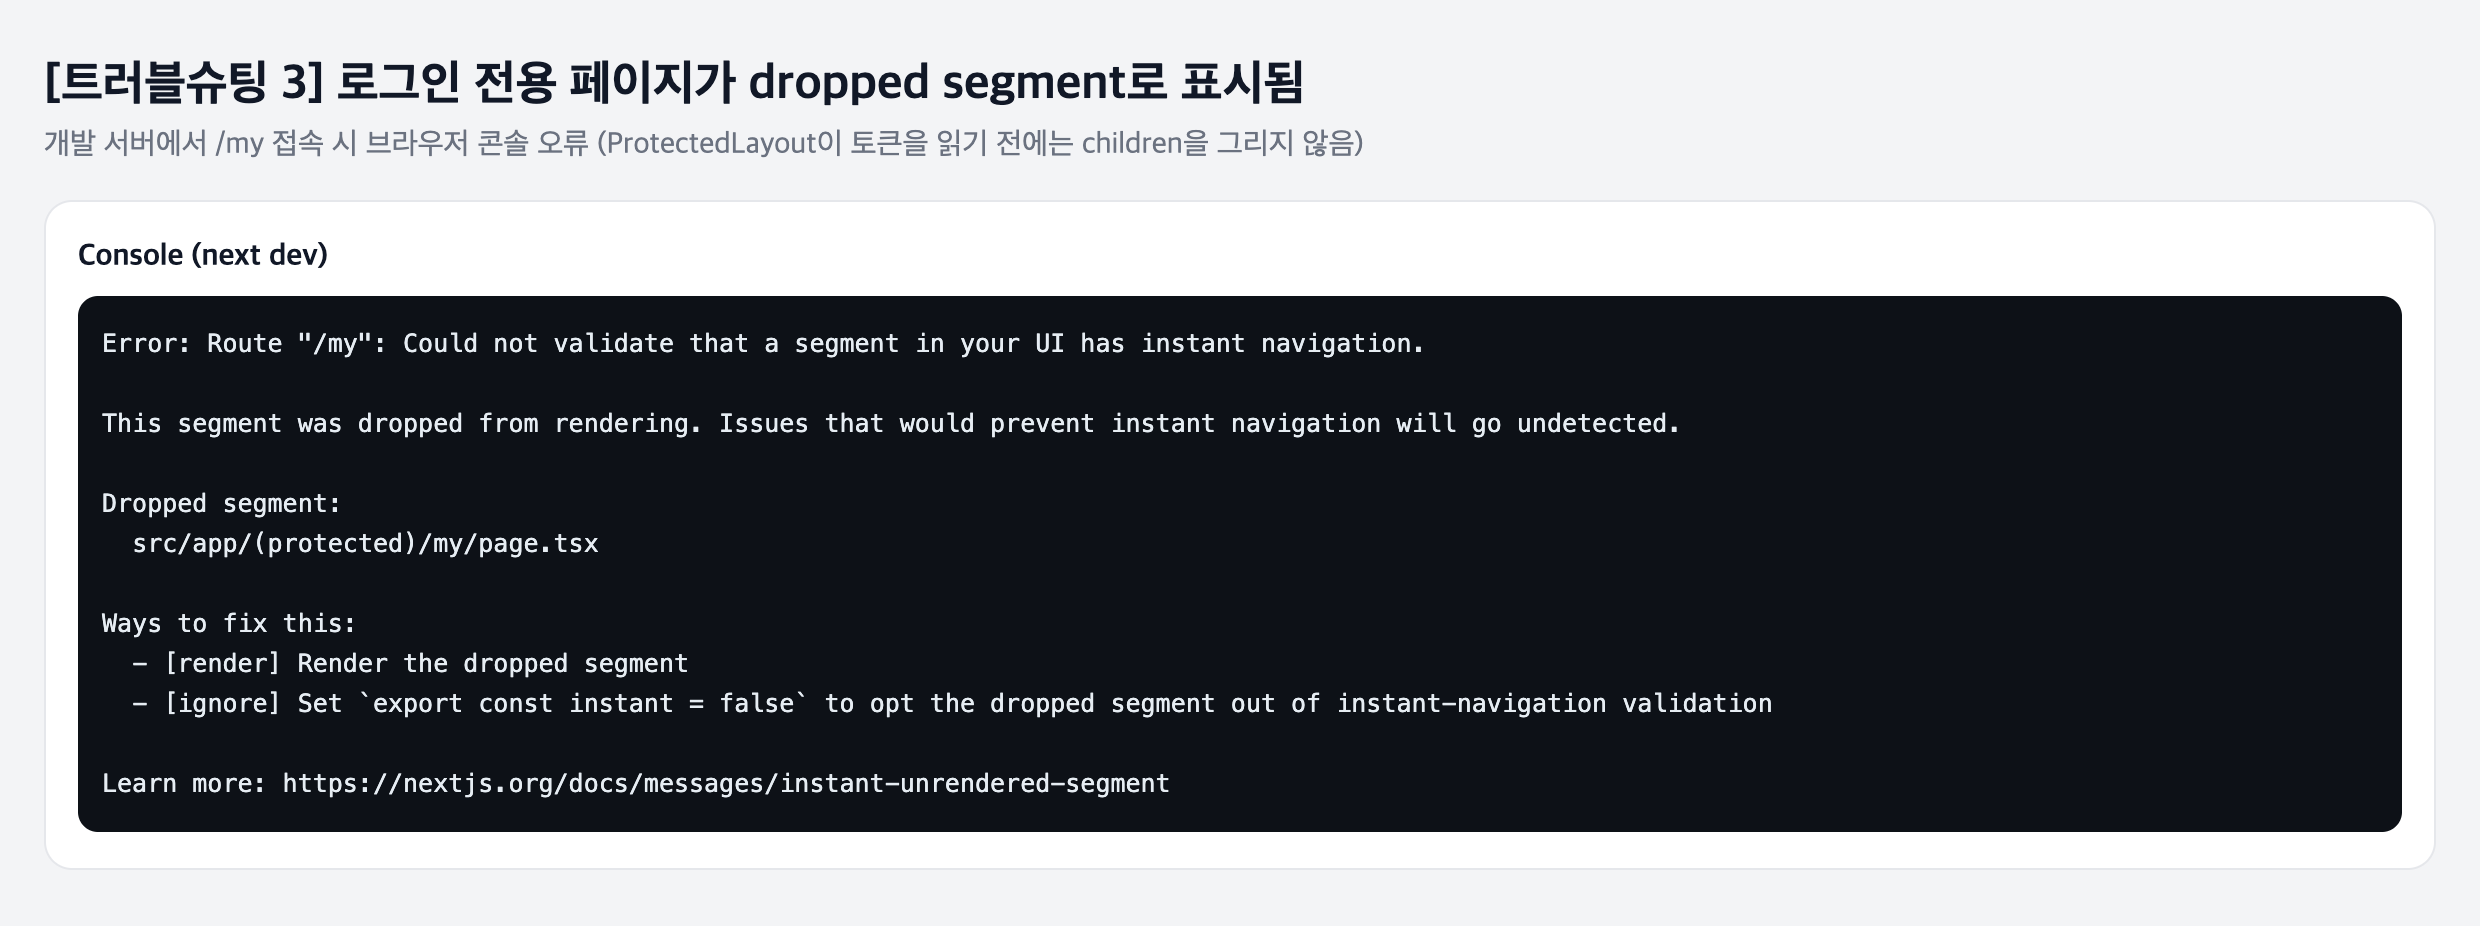 [트러블슈팅 3] 로그인 전용 페이지가 dropped segment로 표시됨
개발 서버에서 /my 접속 시 브라우저 콘솔 오류 (ProtectedLayout이 토큰을 읽기 전에는 children을 그리지 않음)
Console (next dev)
Error: Route "/my": Could not validate that a segment in your UI has instant navigation.
This segment was dropped from rendering. Issues that would prevent instant navigation will go undetected.
Dropped segment:
src/app/(protected)/my/page.tsx
Ways to fix this:
– [render] Render the dropped segment
– [ignore] Set `export const instant = false` to opt the dropped segment out of instant-navigation validation
Learn more: https://nextjs.org/docs/messages/instant-unrendered-segment